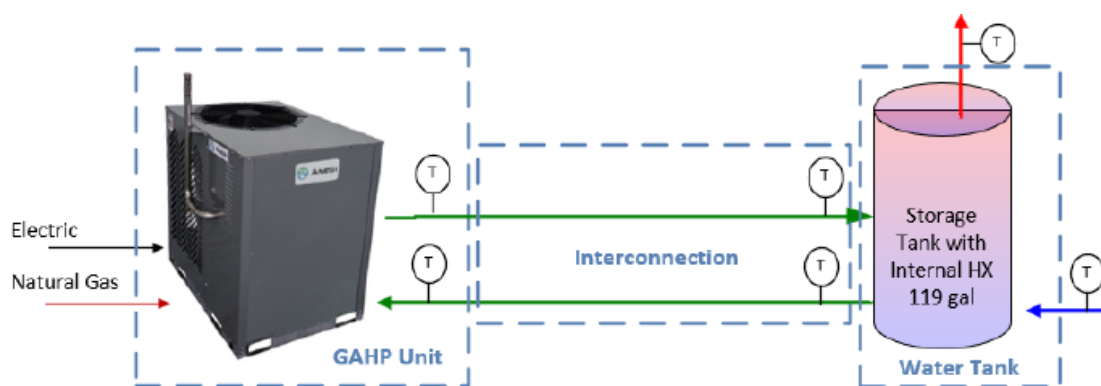 T
T
T
Electric
Natural Gas
Interconnection
Storage
Tank with
Internal HX
119 gal
T
T
T
GAHP Unit
Water Tank